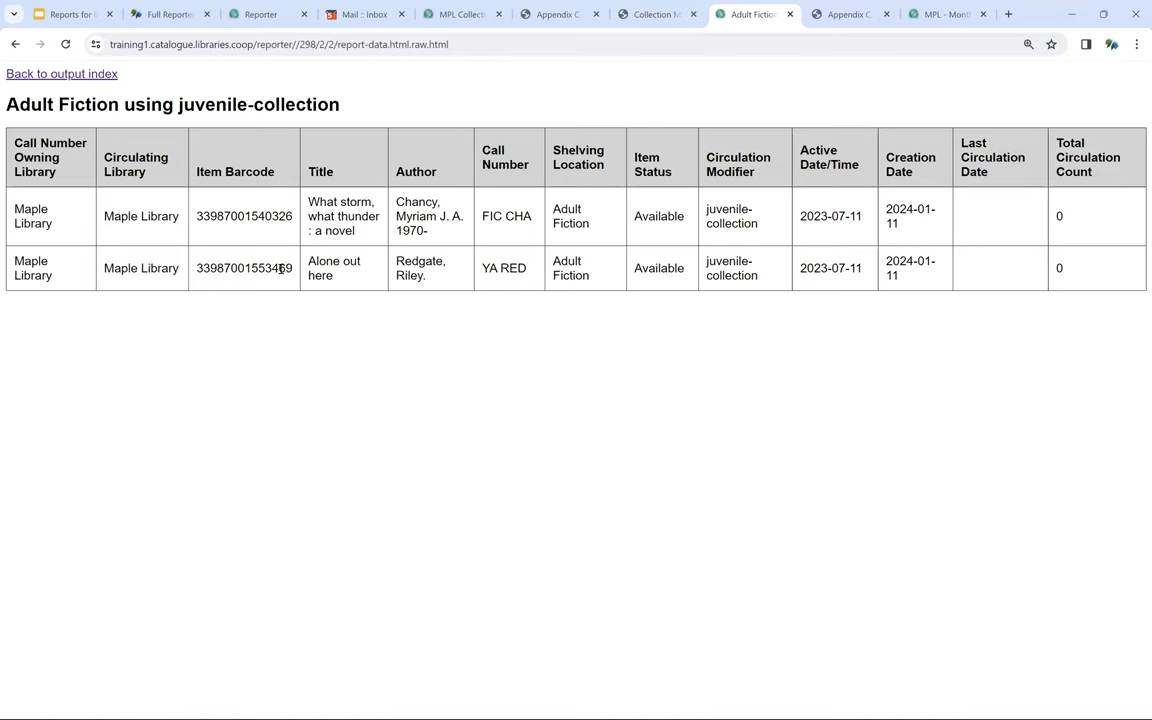 Reports for
Full Reporte
Reporter
Mail :: Inbox
MPL Collecti
Appendix C
Collection M
Adult Fiction
Appendix C
MPL - Mont
training1.catalogue.libraries.coop/reporter//298/2/2/report-data.html.raw.html
Back to output index
Adult Fiction using juvenile-collection
Call Number Owning Library
Circulating Library
Item Barcode
Title
Author
Call Number
Shelving Location
Item Status
Circulation Modifier
Active Date/Time
Creation Date
Last Circulation Date
Total Circulation Count
Maple Library
Maple Library
33987001540326
What storm, what thunder : a novel
Chancy, Myriam J. A. 1970-
FIC CHA
Adult Fiction
Available
juvenile-collection
2023-07-11
2024-01-11
0
Maple Library
Maple Library
33987001553469
Alone out here
Redgate, Riley.
YA RED
Adult Fiction
Available
juvenile-collection
2023-07-11
2024-01-11
0